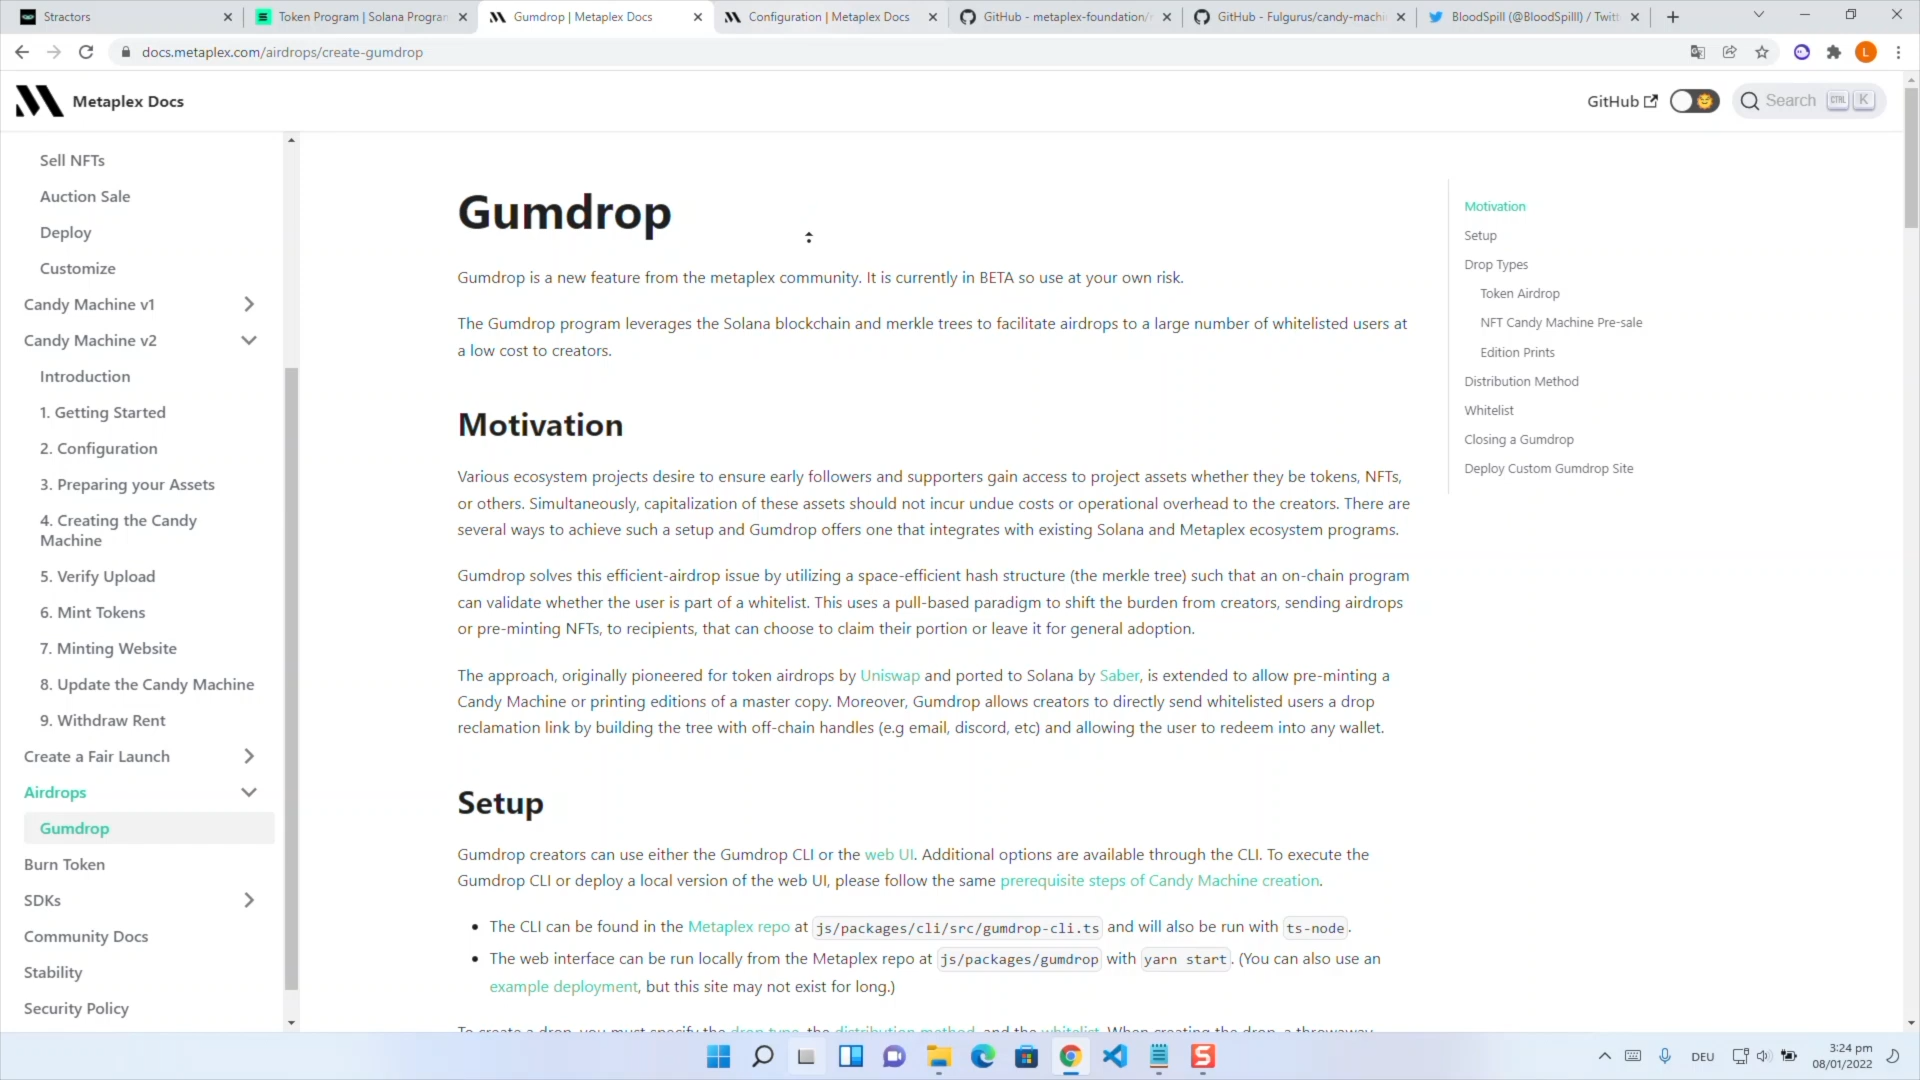 Stractors
Token Program | Solana Progran
Gumdrop | Metaplex Docs
Configuration | Metaplex Docs
GitHub - metaplex-foundation/
GitHub - Fulgurus/candy-machi
BloodSpill (@BloodSpilll) / Twitt
docs.metaplex.com/airdrops/create-gumdrop
L
Metaplex Docs
GitHub
Search
CTRL
K
Sell NFTs
Auction Sale
Deploy
Customize
Candy Machine v1
Candy Machine v2
Introduction
1. Getting Started
2. Configuration
3. Preparing your Assets
4. Creating the Candy
Machine
5. Verify Upload
6. Mint Tokens
7. Minting Website
8. Update the Candy Machine
9. Withdraw Rent
Create a Fair Launch
Airdrops
Gumdrop
Burn Token
SDKs
Community Docs
Stability
Security Policy
Gumdrop
Gumdrop is a new feature from the metaplex community. It is currently in BETA so use at your own risk.
The Gumdrop program leverages the Solana blockchain and merkle trees to facilitate airdrops to a large number of whitelisted users at
a low cost to creators.
Motivation
Various ecosystem projects desire to ensure early followers and supporters gain access to project assets whether they be tokens, NFTs,
or others. Simultaneously, capitalization of these assets should not incur undue costs or operational overhead to the creators. There are
several ways to achieve such a setup and Gumdrop offers one that integrates with existing Solana and Metaplex ecosystem programs.
Gumdrop solves this efficient-airdrop issue by utilizing a space-efficient hash structure (the merkle tree) such that an on-chain program
can validate whether the user is part of a whitelist. This uses a pull-based paradigm to shift the burden from creators, sending airdrops
or pre-minting NFTs, to recipients, that can choose to claim their portion or leave it for general adoption.
The approach, originally pioneered for token airdrops by Uniswap and ported to Solana by Saber, is extended to allow pre-minting a
Candy Machine or printing editions of a master copy. Moreover, Gumdrop allows creators to directly send whitelisted users a drop
reclamation link by building the tree with off-chain handles (e.g email, discord, etc) and allowing the user to redeem into any wallet.
Setup
Gumdrop creators can use either the Gumdrop CLI or the web UI. Additional options are available through the CLI. To execute the
Gumdrop CLI or deploy a local version of the web UI, please follow the same prerequisite steps of Candy Machine creation.
The CLI can be found in the Metaplex repo at js/packages/cli/src/gumdrop-cli.ts and will also be run with ts-node.
The web interface can be run locally from the Metaplex repo at js/packages/gumdrop with yarn start. (You can also use an
example deployment, but this site may not exist for long.)
To create a drop, you must specify the drop type, the distribution method, and the whitelist. When creating the drop, a throwaway
Motivation
Setup
Drop Types
Token Airdrop
NFT Candy Machine Pre-sale
Edition Prints
Distribution Method
Whitelist
Closing a Gumdrop
Deploy Custom Gumdrop Site
DEU
3:24 pm
08/01/2022